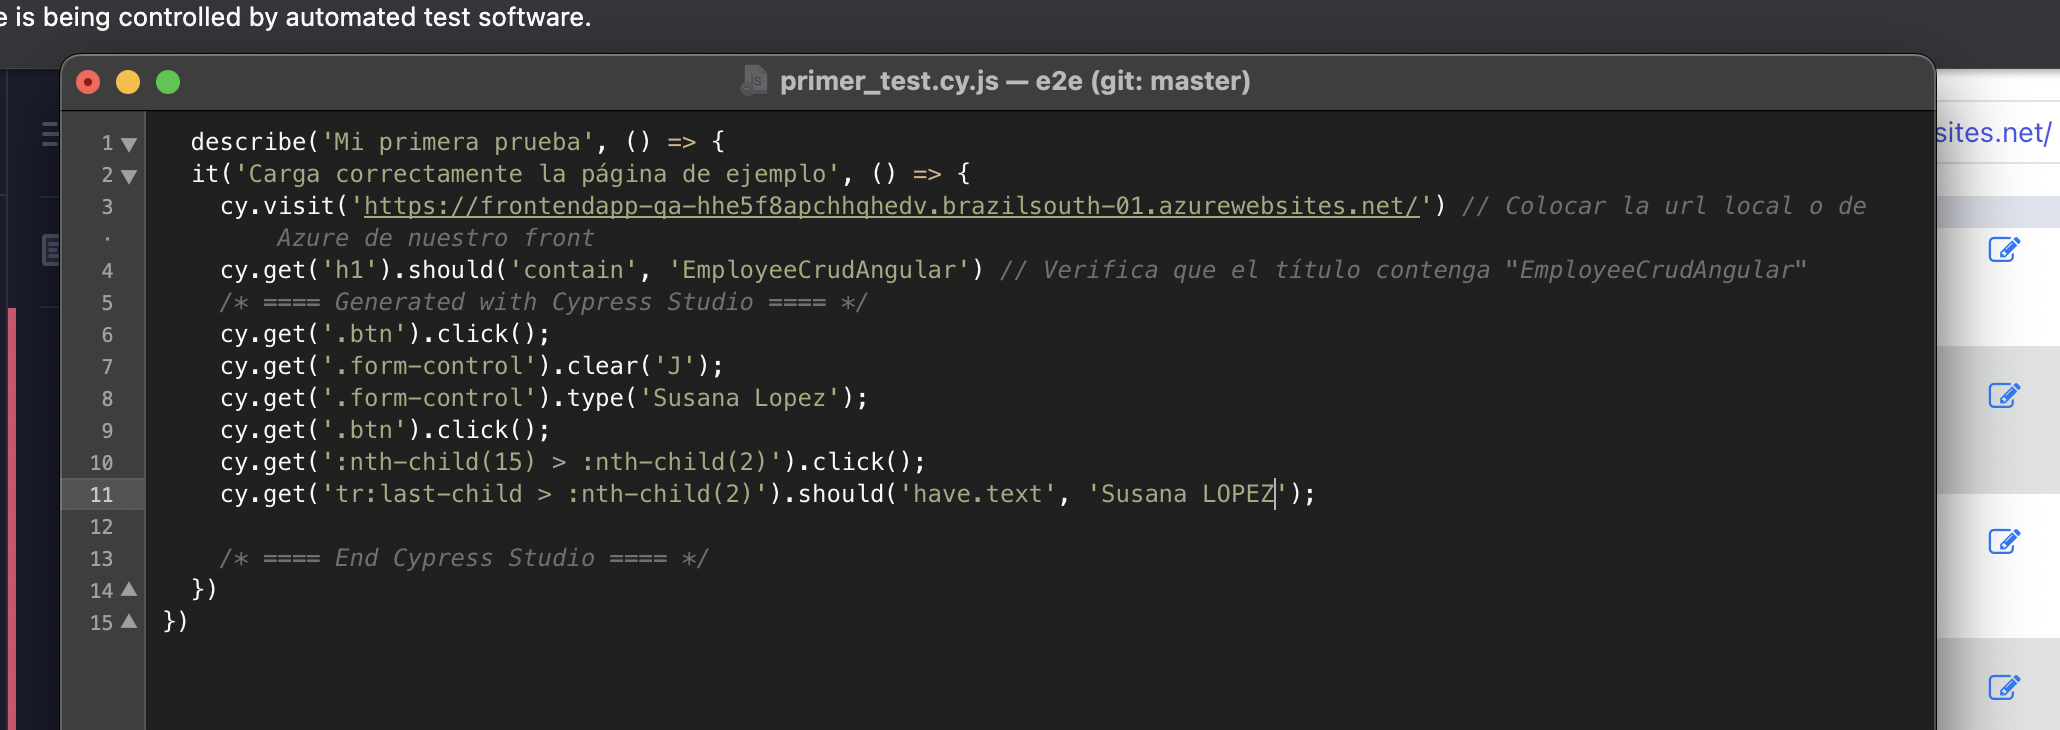 e is being controlled by automated test software.
primer_test.cy.js — e2e (git: master)
sites.net/
1 describe('Mi primera prueba', () => {
2 it('Carga correctamente la página de ejemplo', () => {
3 cy.visit('https://frontendapp-qa-hhe5f8apchhqhedv.brazilsouth-01.azurewebsites.net/') // Colocar la url local o de
· Azure de nuestro front
4 cy.get('h1').should('contain', 'EmployeeCrudAngular') // Verifica que el título contenga "EmployeeCrudAngular"
5 /* ==== Generated with Cypress Studio ==== */
6 cy.get('.btn').click();
7 cy.get('.form-control').clear('J');
8 cy.get('.form-control').type('Susana Lopez');
9 cy.get('.btn').click();
10 cy.get(':nth-child(15) > :nth-child(2)').click();
11 cy.get('tr:last-child > :nth-child(2)').should('have.text', 'Susana LOPEZ');
12
13 /* ==== End Cypress Studio ==== */
14 })
15 })